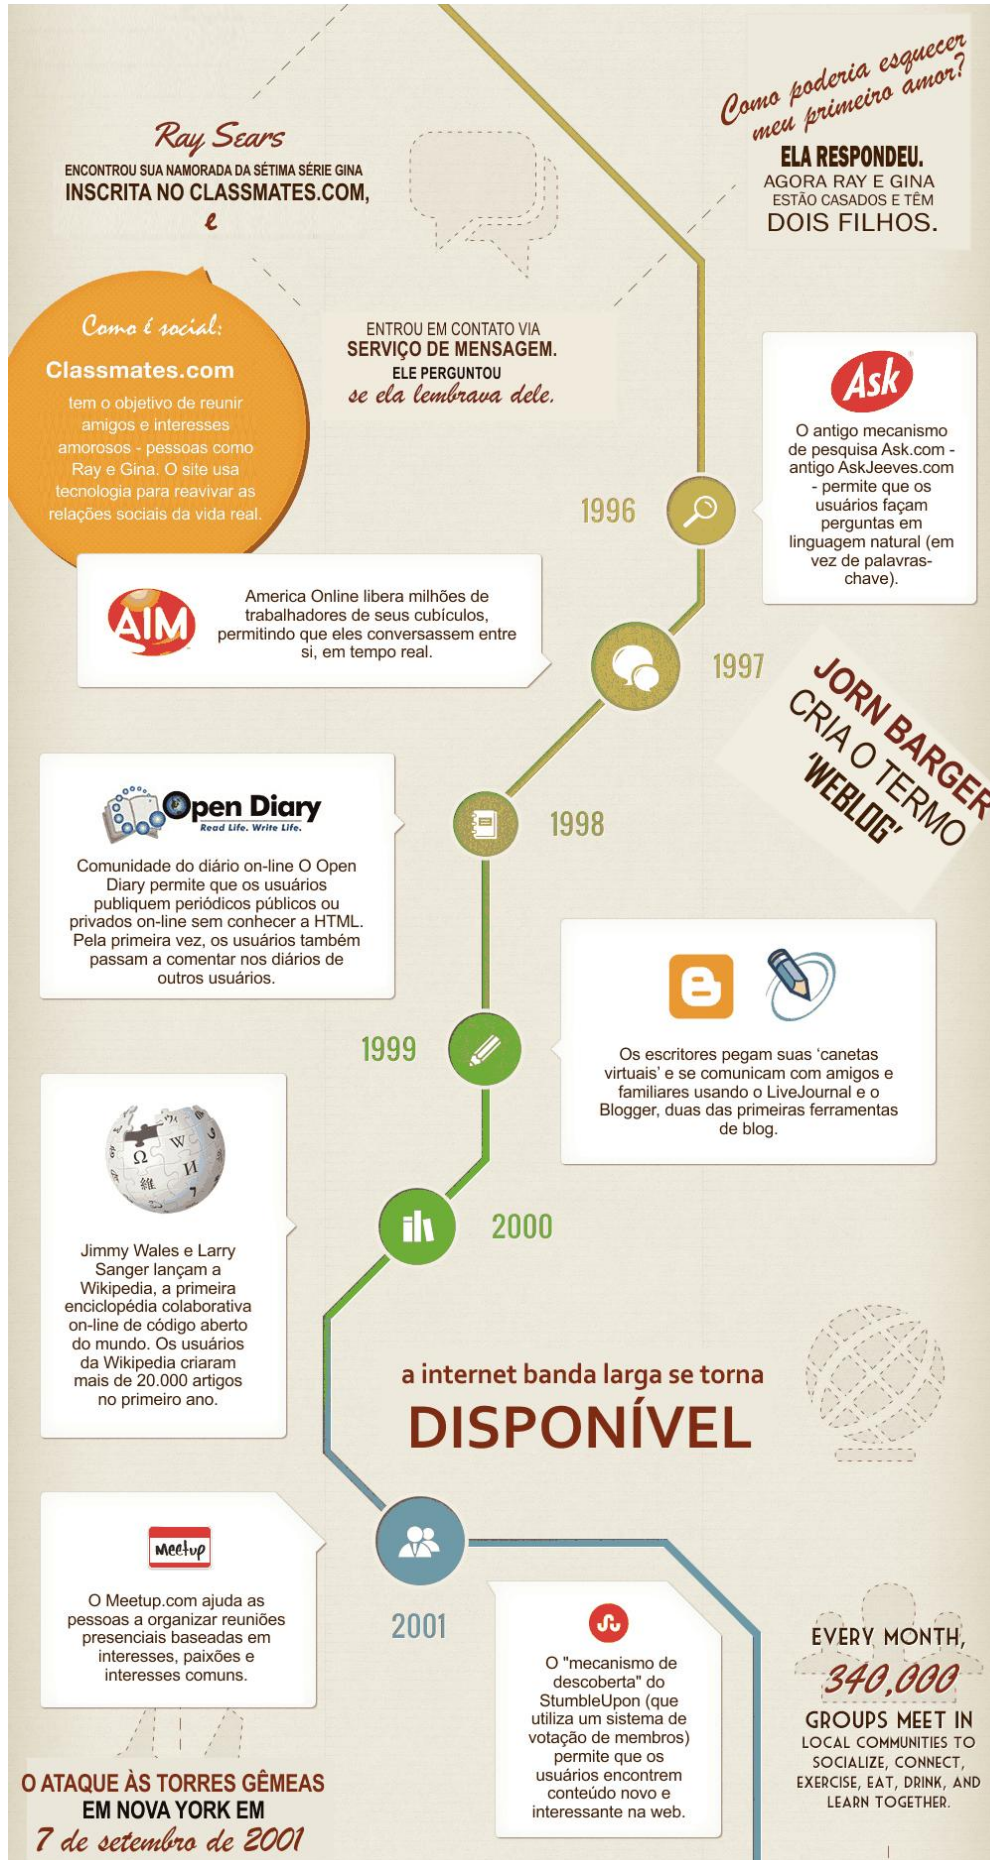 Como poderia esquecer
meu primeiro amor?
ELA RESPONDEU.
AGORA RAY E GINA
ESTÃO CASADOS E TÊM
DOIS FILHOS.
Ray Sears
ENCONTROU SUA NAMORADA DA SÉTIMA SÉRIE GINA
INSCRITA NO CLASSMATES.COM,
e
ENTROU EM CONTATO VIA
SERVIÇO DE MENSAGEM.
ELE PERGUNTOU
se ela lembrava dele.
Como é social:
Classmates.com
tem o objetivo de reunir
amigos e interesses
amorosos - pessoas como
Ray e Gina. O site usa
tecnologia para reavivar as
relações sociais da vida real.
Ask
O antigo mecanismo
de pesquisa Ask.com -
antigo AskJeeves.com
- permite que os
usuários façam
perguntas em
linguagem natural (em
vez de palavras-
chave).
1996
AIM
America Online libera milhões de
trabalhadores de seus cubículos,
permitindo que eles conversassem entre
si, em tempo real.
1997
JORN BARGER
CRIA O TERMO
'WEBLOG'
Open Diary
Read Life. Write Life.
Comunidade do diário on-line O Open
Diary permite que os usuários
publiquem periódicos públicos ou
privados on-line sem conhecer a HTML.
Pela primeira vez, os usuários também
passam a comentar nos diários de
outros usuários.
1998
1999
Os escritores pegam suas 'canetas
virtuais' e se comunicam com amigos e
familiares usando o LiveJournal e o
Blogger, duas das primeiras ferramentas
de blog.
Ω W 維 И 7
Jimmy Wales e Larry
Sanger lançam a
Wikipedia, a primeira
enciclopédia colaborativa
on-line de código aberto
do mundo. Os usuários
da Wikipedia criaram
mais de 20.000 artigos
no primeiro ano.
2000
a internet banda larga se torna
DISPONÍVEL
Meetup
O Meetup.com ajuda as
pessoas a organizar reuniões
presenciais baseadas em
interesses, paixões e
interesses comuns.
2001
O "mecanismo de
descoberta" do
StumbleUpon (que
utiliza um sistema de
votação de membros)
permite que os
usuários encontrem
conteúdo novo e
interessante na web.
EVERY MONTH,
340,000
GROUPS MEET IN
LOCAL COMMUNITIES TO
SOCIALIZE, CONNECT,
EXERCISE, EAT, DRINK, AND
LEARN TOGETHER.
O ATAQUE ÀS TORRES GÊMEAS
EM NOVA YORK EM
7 de setembro de 2001